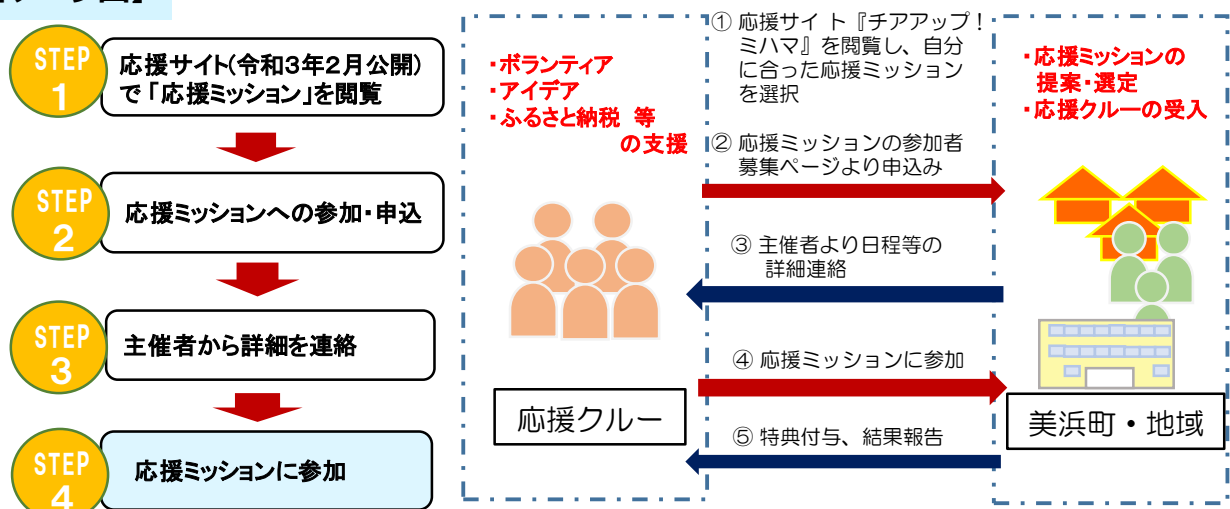 STEP
1
応援サイト(令和3年2月公開)
で「応援ミッション」を閲覧
STEP
2
応援ミッションへの参加・申込
STEP
3
主催者から詳細を連絡
STEP
4
応援ミッションに参加
・ボランティア
・アイデア
・ふるさと納税 等
の支援
応援クルー
① 応援サイト『チアアップ!
ミハマ』を閲覧し、自分
に合った応援ミッション
を選択
② 応援ミッションの参加者
募集ページより申込み
③ 主催者より日程等の
詳細連絡
④ 応援ミッションに参加
⑤ 特典付与、結果報告
・応援ミッションの
提案・選定
・応援クルーの受入
美浜町・地域